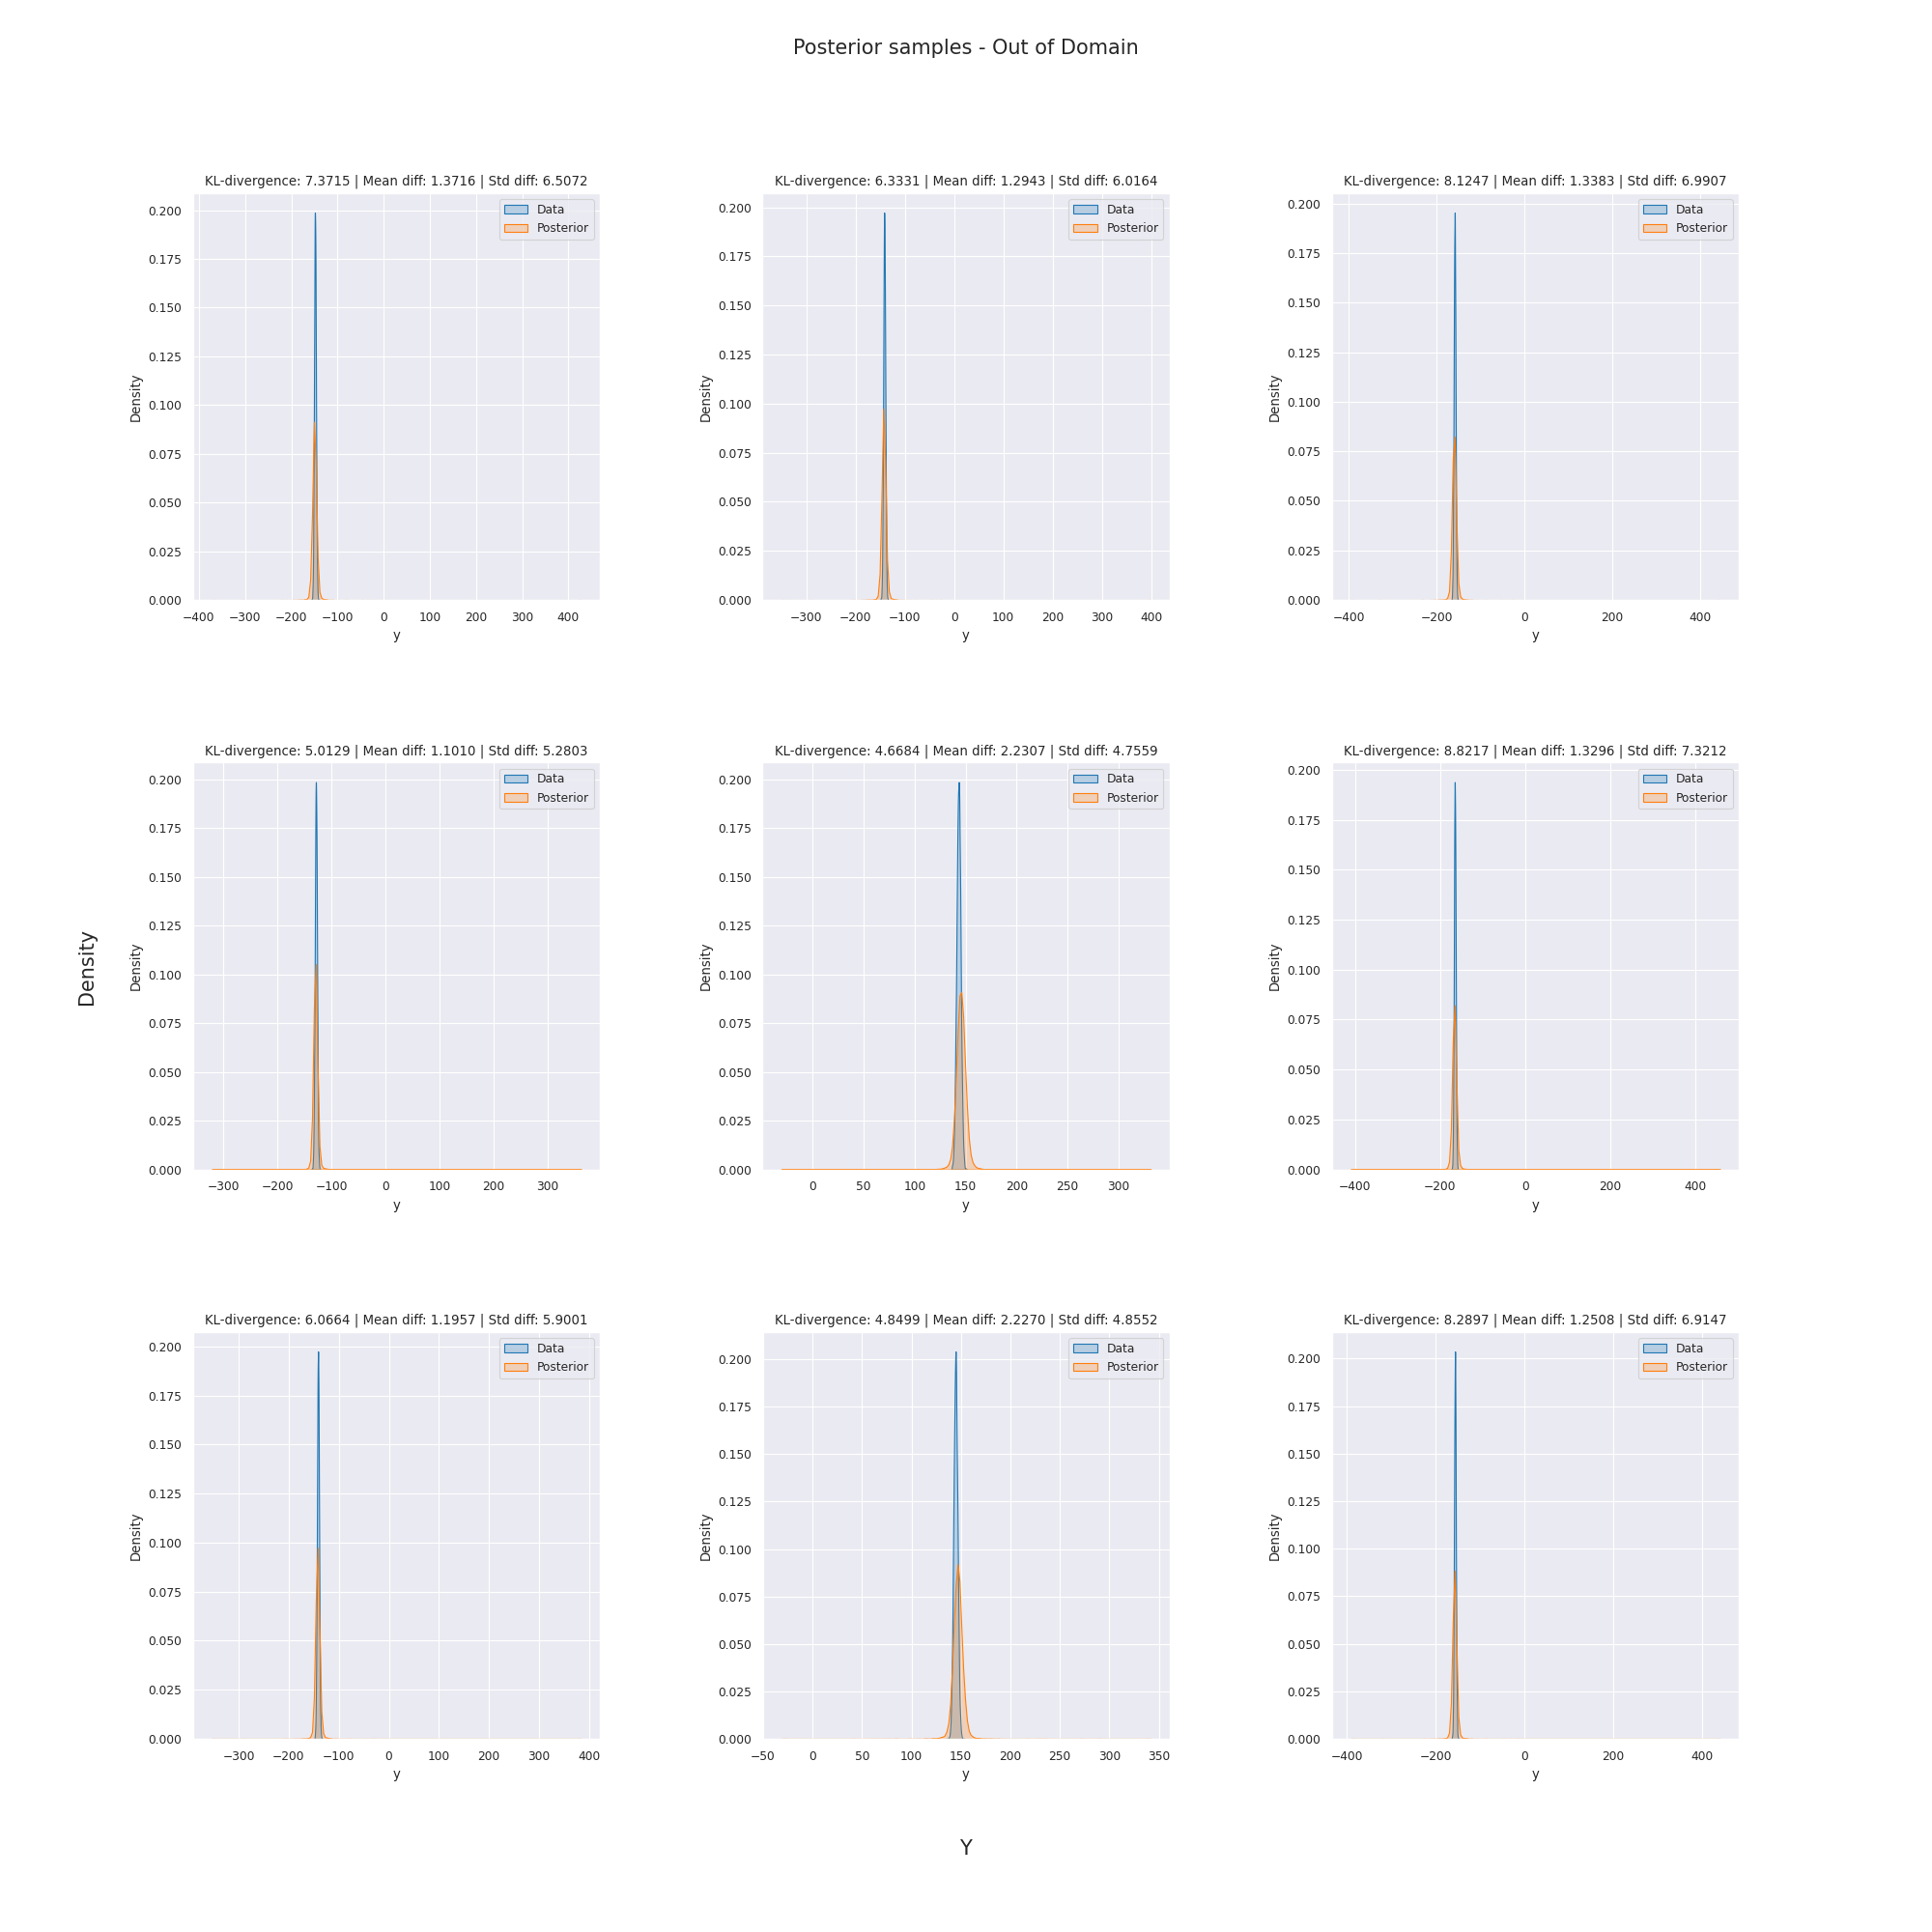 Posterior samples - Out of Domain
KL-divergence: 7.3715 | Mean diff: 1.3716 | Std diff: 6.5072
Data
Posterior
0.200
0.175
0.150
0.125
0.100
0.075
0.050
0.025
0.000
Density
−400 −300 −200 −100 0 100 200 300 400
y
KL-divergence: 6.3331 | Mean diff: 1.2943 | Std diff: 6.0164
Data
Posterior
0.200
0.175
0.150
0.125
0.100
0.075
0.050
0.025
0.000
Density
−300 −200 −100 0 100 200 300 400
y
KL-divergence: 8.1247 | Mean diff: 1.3383 | Std diff: 6.9907
Data
Posterior
0.200
0.175
0.150
0.125
0.100
0.075
0.050
0.025
0.000
Density
−400 −200 0 200 400
y
Density
KL-divergence: 5.0129 | Mean diff: 1.1010 | Std diff: 5.2803
Data
Posterior
0.200
0.175
0.150
0.125
0.100
0.075
0.050
0.025
0.000
Density
−300 −200 −100 0 100 200 300
y
KL-divergence: 4.6684 | Mean diff: 2.2307 | Std diff: 4.7559
Data
Posterior
0.200
0.175
0.150
0.125
0.100
0.075
0.050
0.025
0.000
Density
0 50 100 150 200 250 300
y
KL-divergence: 8.8217 | Mean diff: 1.3296 | Std diff: 7.3212
Data
Posterior
0.200
0.175
0.150
0.125
0.100
0.075
0.050
0.025
0.000
Density
−400 −200 0 200 400
y
KL-divergence: 6.0664 | Mean diff: 1.1957 | Std diff: 5.9001
Data
Posterior
0.200
0.175
0.150
0.125
0.100
0.075
0.050
0.025
0.000
Density
−300 −200 −100 0 100 200 300 400
y
KL-divergence: 4.8499 | Mean diff: 2.2270 | Std diff: 4.8552
Data
Posterior
0.200
0.175
0.150
0.125
0.100
0.075
0.050
0.025
0.000
Density
−50 0 50 100 150 200 250 300 350
y
KL-divergence: 8.2897 | Mean diff: 1.2508 | Std diff: 6.9147
Data
Posterior
0.200
0.175
0.150
0.125
0.100
0.075
0.050
0.025
0.000
Density
−400 −200 0 200 400
y
Y